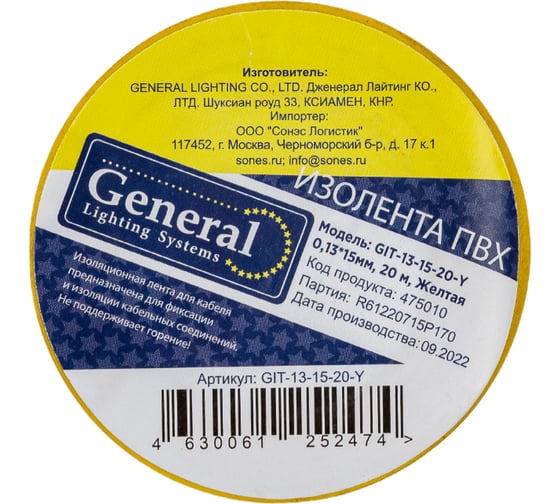 Изготовитель:
GENERAL LIGHTING CO., LTD. Дженерал Лайтинг КО.,
ЛТД. Шуксиан роуд 33, КСИАМЕН, КНР.
Импортер:
ООО "Сонэс Логистик"
117452, г. Москва, Черноморский б-р, д. 17 к.1
sones.ru; info@sones.ru
ИЗОЛЕНТА ПВХ
General
Lighting Systems
Модель: GIT-13-15-20-Y
0,13*15мм, 20 м, Желтая
Код продукта: 475010
Партия: R61220715P170
Дата производства: 09.2022
Изоляционная лента для кабеля
предназначена для фиксации
и изоляции кабельных соединений.
Не поддерживает горение!
Артикул: GIT-13-15-20-Y
4 630061 252474 >